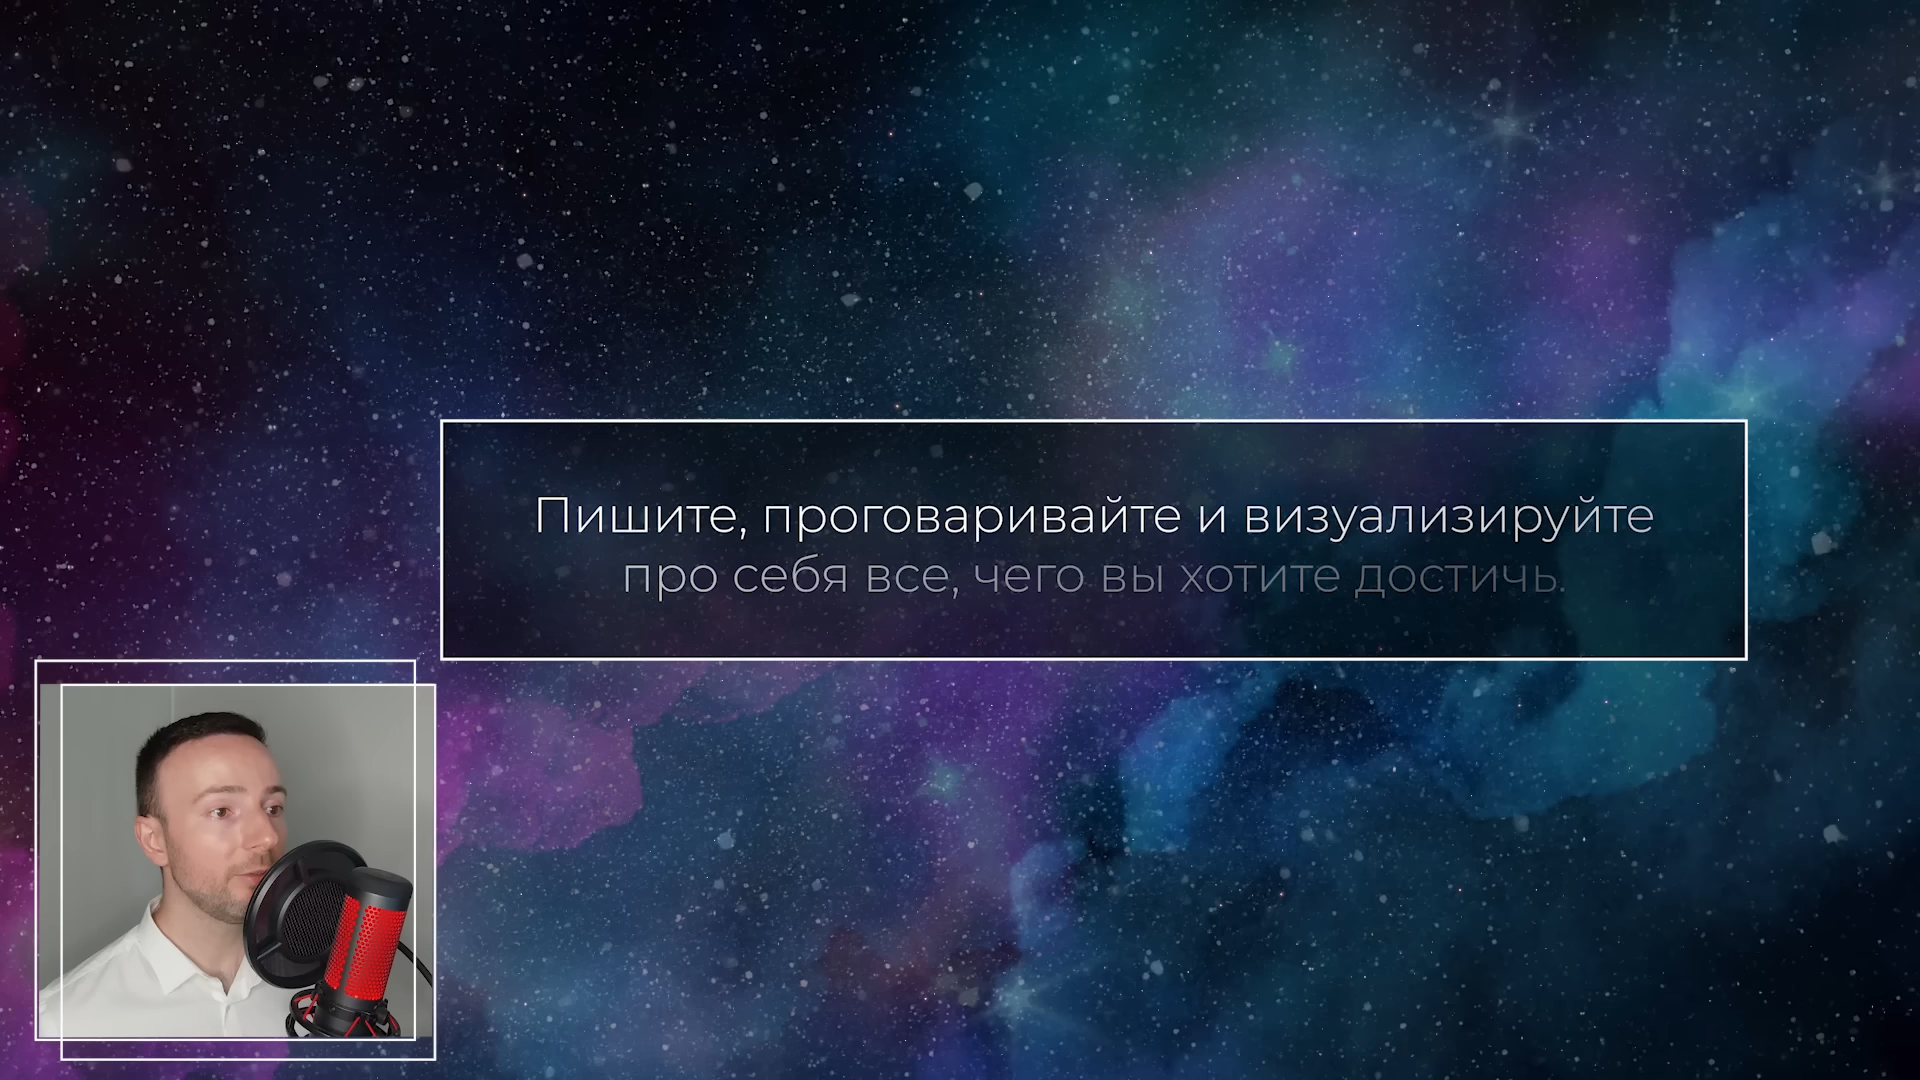 Пишите, проговаривайте и визуализируйте
про себя все, чего вы хотите достичь.